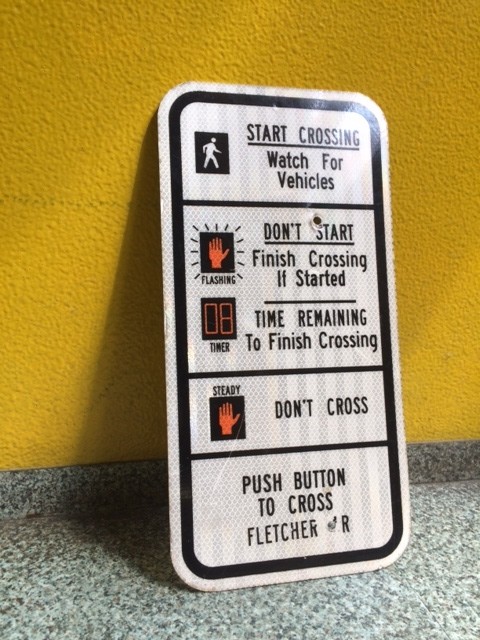 START CROSSING
Watch For
Vehicles
DON'T START
Finish Crossing
If Started
FLASHING
08
TIME REMAINING
To Finish Crossing
TIMER
STEADY
DON'T CROSS
PUSH BUTTON
TO CROSS
FLETCHER